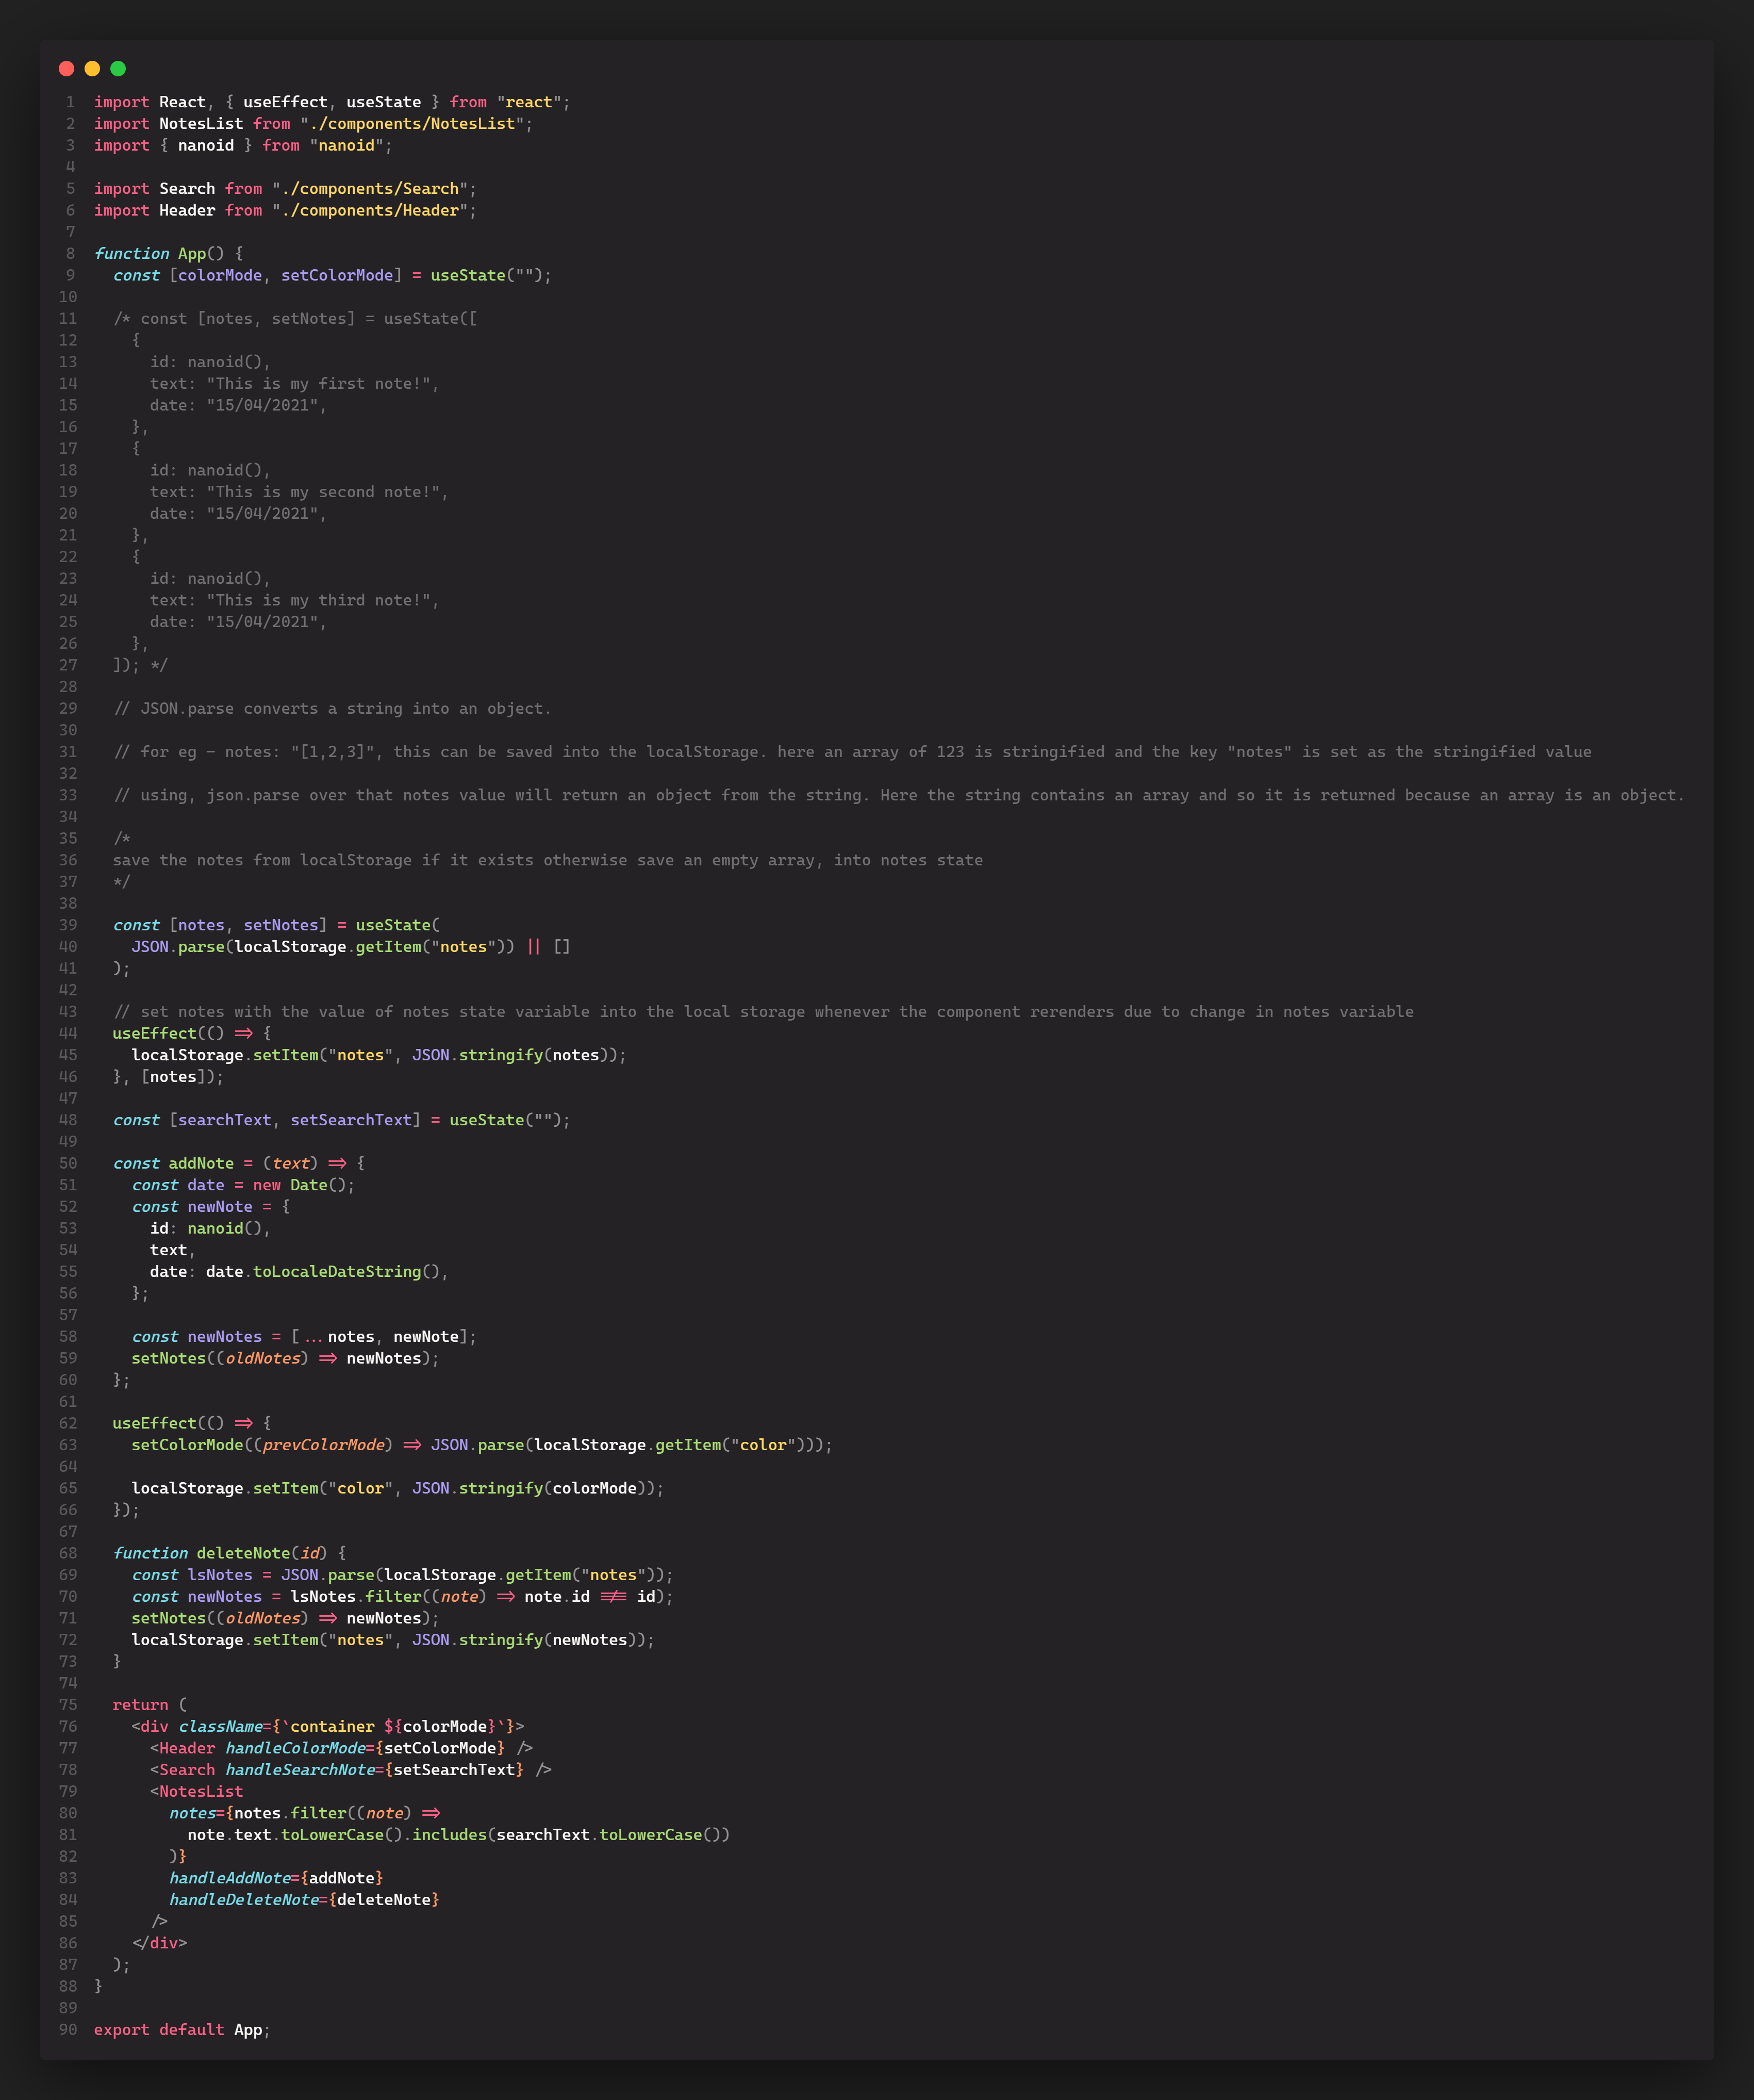 1 import React, { useEffect, useState } from "react";
2 import NotesList from "./components/NotesList";
3 import { nanoid } from "nanoid";
4
5 import Search from "./components/Search";
6 import Header from "./components/Header";
7
8 function App() {
9   const [colorMode, setColorMode] = useState("");
10
11   /* const [notes, setNotes] = useState([
12     {
13       id: nanoid(),
14       text: "This is my first note!",
15       date: "15/04/2021",
16     },
17     {
18       id: nanoid(),
19       text: "This is my second note!",
20       date: "15/04/2021",
21     },
22     {
23       id: nanoid(),
24       text: "This is my third note!",
25       date: "15/04/2021",
26     },
27   ]); */
28
29   // JSON.parse converts a string into an object.
30
31   // for eg - notes: "[1,2,3]", this can be saved into the localStorage. here an array of 123 is stringified and the key "notes" is set as the stringified value
32
33   // using, json.parse over that notes value will return an object from the string. Here the string contains an array and so it is returned because an array is an object.
34
35   /*
36   save the notes from localStorage if it exists otherwise save an empty array, into notes state
37   */
38
39   const [notes, setNotes] = useState(
40     JSON.parse(localStorage.getItem("notes")) || []
41   );
42
43   // set notes with the value of notes state variable into the local storage whenever the component rerenders due to change in notes variable
44   useEffect(() => {
45     localStorage.setItem("notes", JSON.stringify(notes));
46   }, [notes]);
47
48   const [searchText, setSearchText] = useState("");
49
50   const addNote = (text) => {
51     const date = new Date();
52     const newNote = {
53       id: nanoid(),
54       text,
55       date: date.toLocaleDateString(),
56     };
57
58     const newNotes = [...notes, newNote];
59     setNotes((oldNotes) => newNotes);
60   };
61
62   useEffect(() => {
63     setColorMode((prevColorMode) => JSON.parse(localStorage.getItem("color")));
64
65     localStorage.setItem("color", JSON.stringify(colorMode));
66   });
67
68   function deleteNote(id) {
69     const lsNotes = JSON.parse(localStorage.getItem("notes"));
70     const newNotes = lsNotes.filter((note) => note.id !== id);
71     setNotes((oldNotes) => newNotes);
72     localStorage.setItem("notes", JSON.stringify(newNotes));
73   }
74
75   return (
76     <div className={`container ${colorMode}`}>
77       <Header handleColorMode={setColorMode} />
78       <Search handleSearchNote={setSearchText} />
79       <NotesList
80         notes={notes.filter((note) =>
81           note.text.toLowerCase().includes(searchText.toLowerCase())
82         )}
83         handleAddNote={addNote}
84         handleDeleteNote={deleteNote}
85       />
86     </div>
87   );
88 }
89
90 export default App;